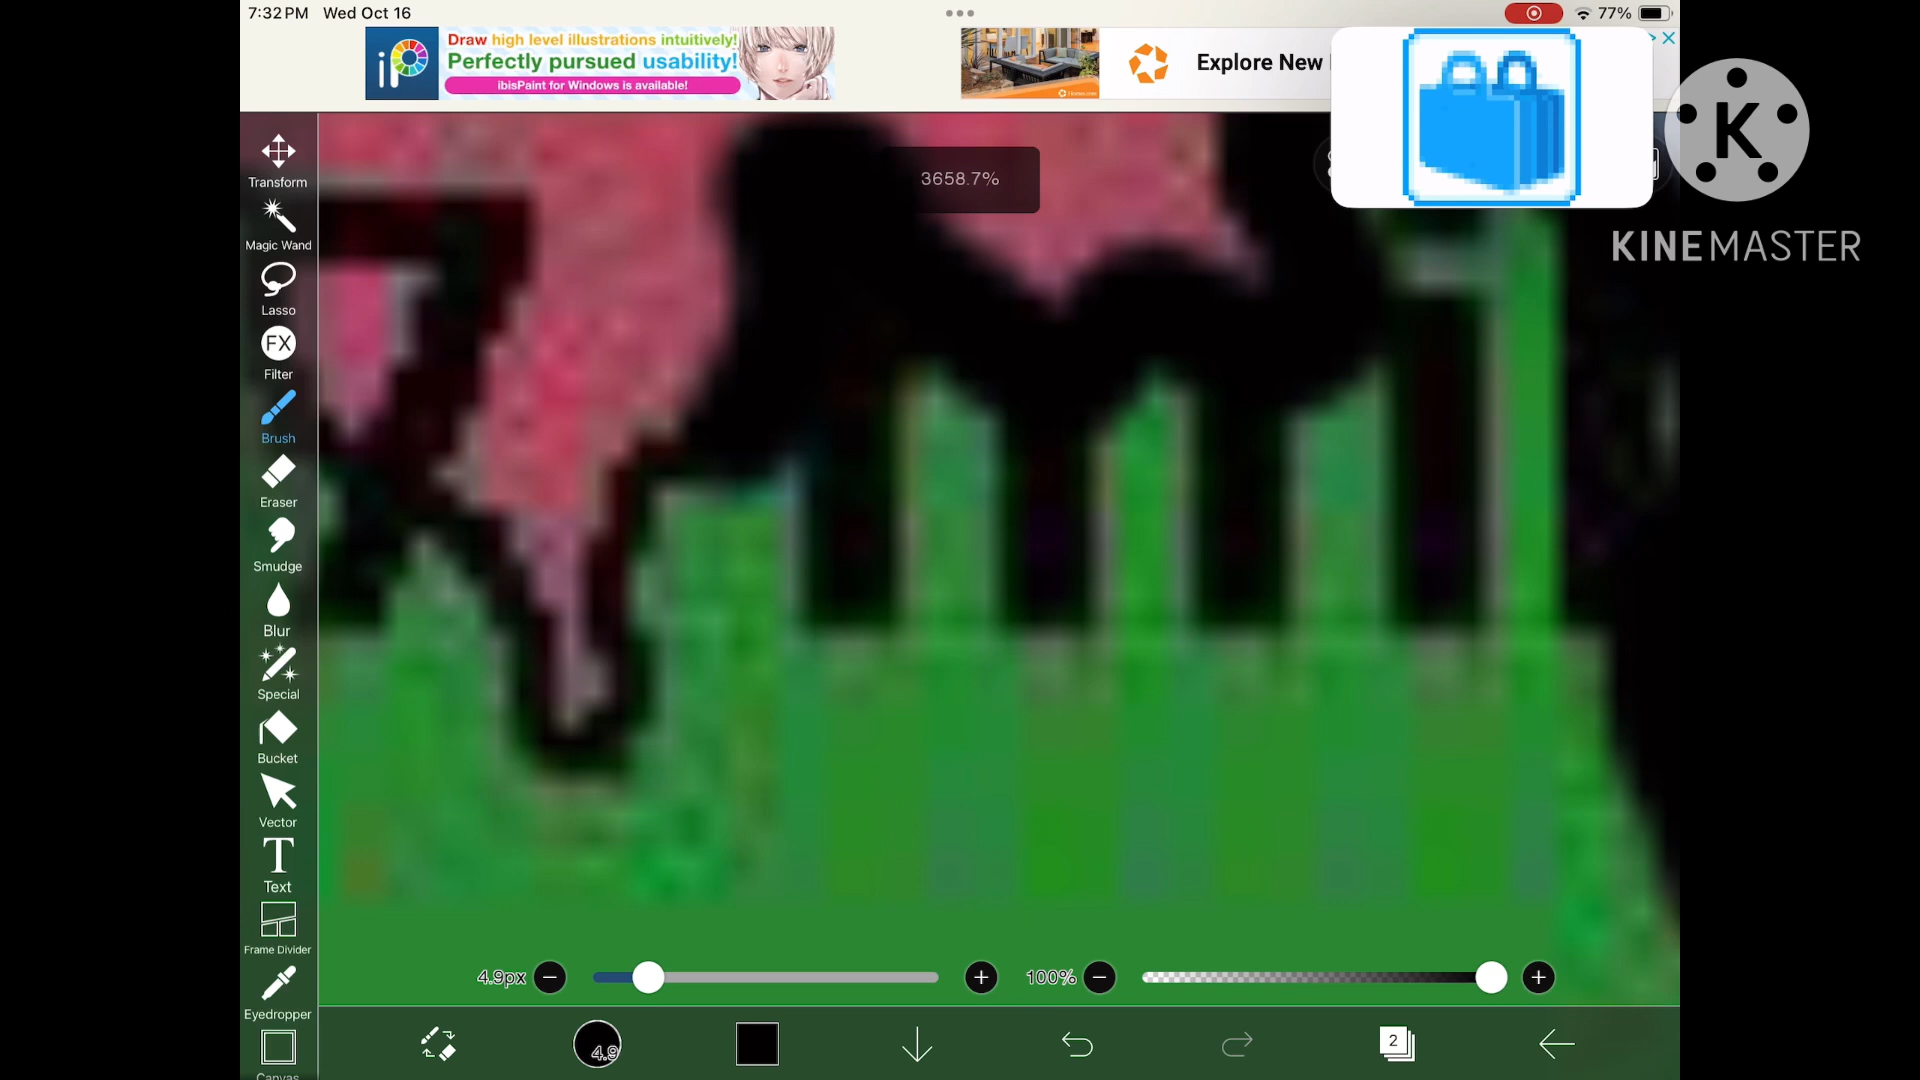 7:32 PM Wed Oct 16
77%
iP
Draw high level illustrations intuitively!
Perfectly pursued usability!
ibisPaint for Windows is available!
Explore New
K
KINEMASTER
3658.7%
Transform
Magic Wand
Lasso
FX
Filter
Brush
Eraser
Smudge
Blur
Special
Bucket
Vector
T
Text
Frame Divider
Eyedropper
Canvas
4.9px
100%
4.9
2